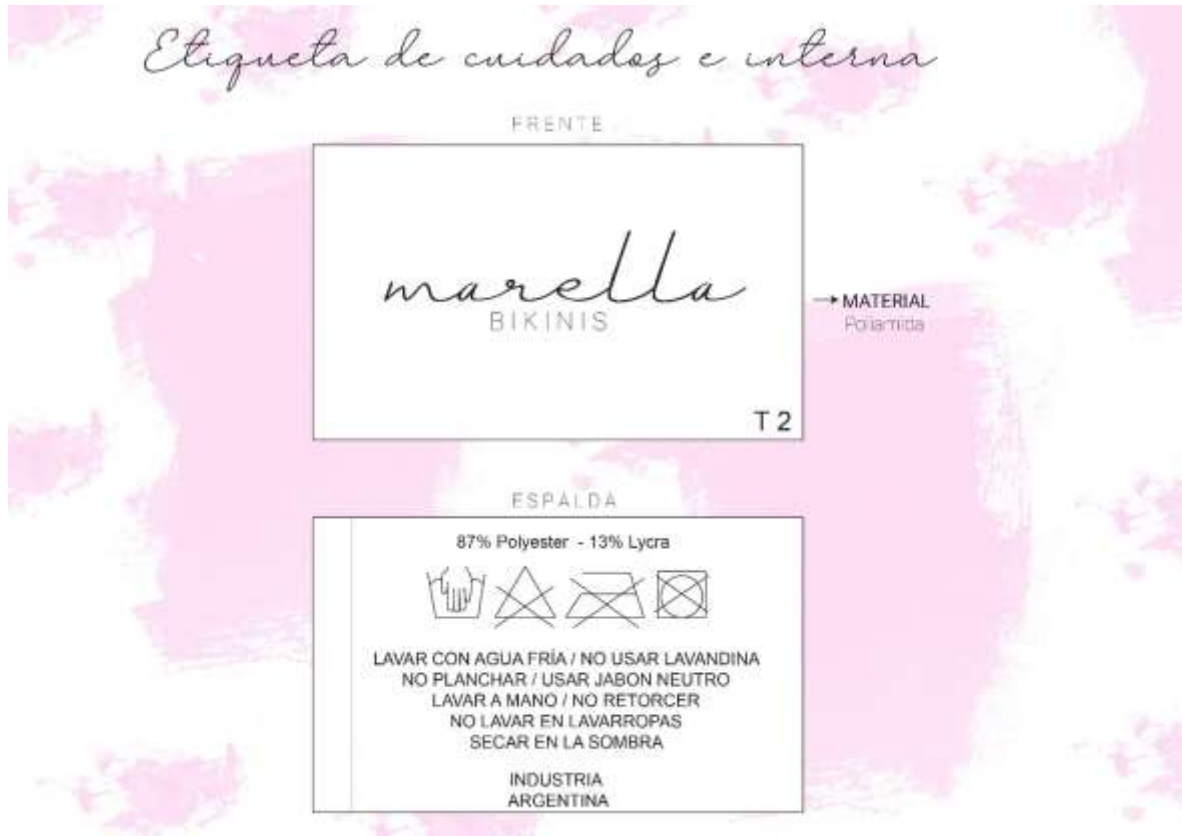 Etiqueta de cuidados e interna
FRENTE
marella
BIKINIS
→ MATERIAL
Poliamida
T 2
ESPALDA
87% Polyester - 13% Lycra
LAVAR CON AGUA FRÍA / NO USAR LAVANDINA
NO PLANCHAR / USAR JABON NEUTRO
LAVAR A MANO / NO RETORCER
NO LAVAR EN LAVARROPAS
SECAR EN LA SOMBRA
INDUSTRIA
ARGENTINA